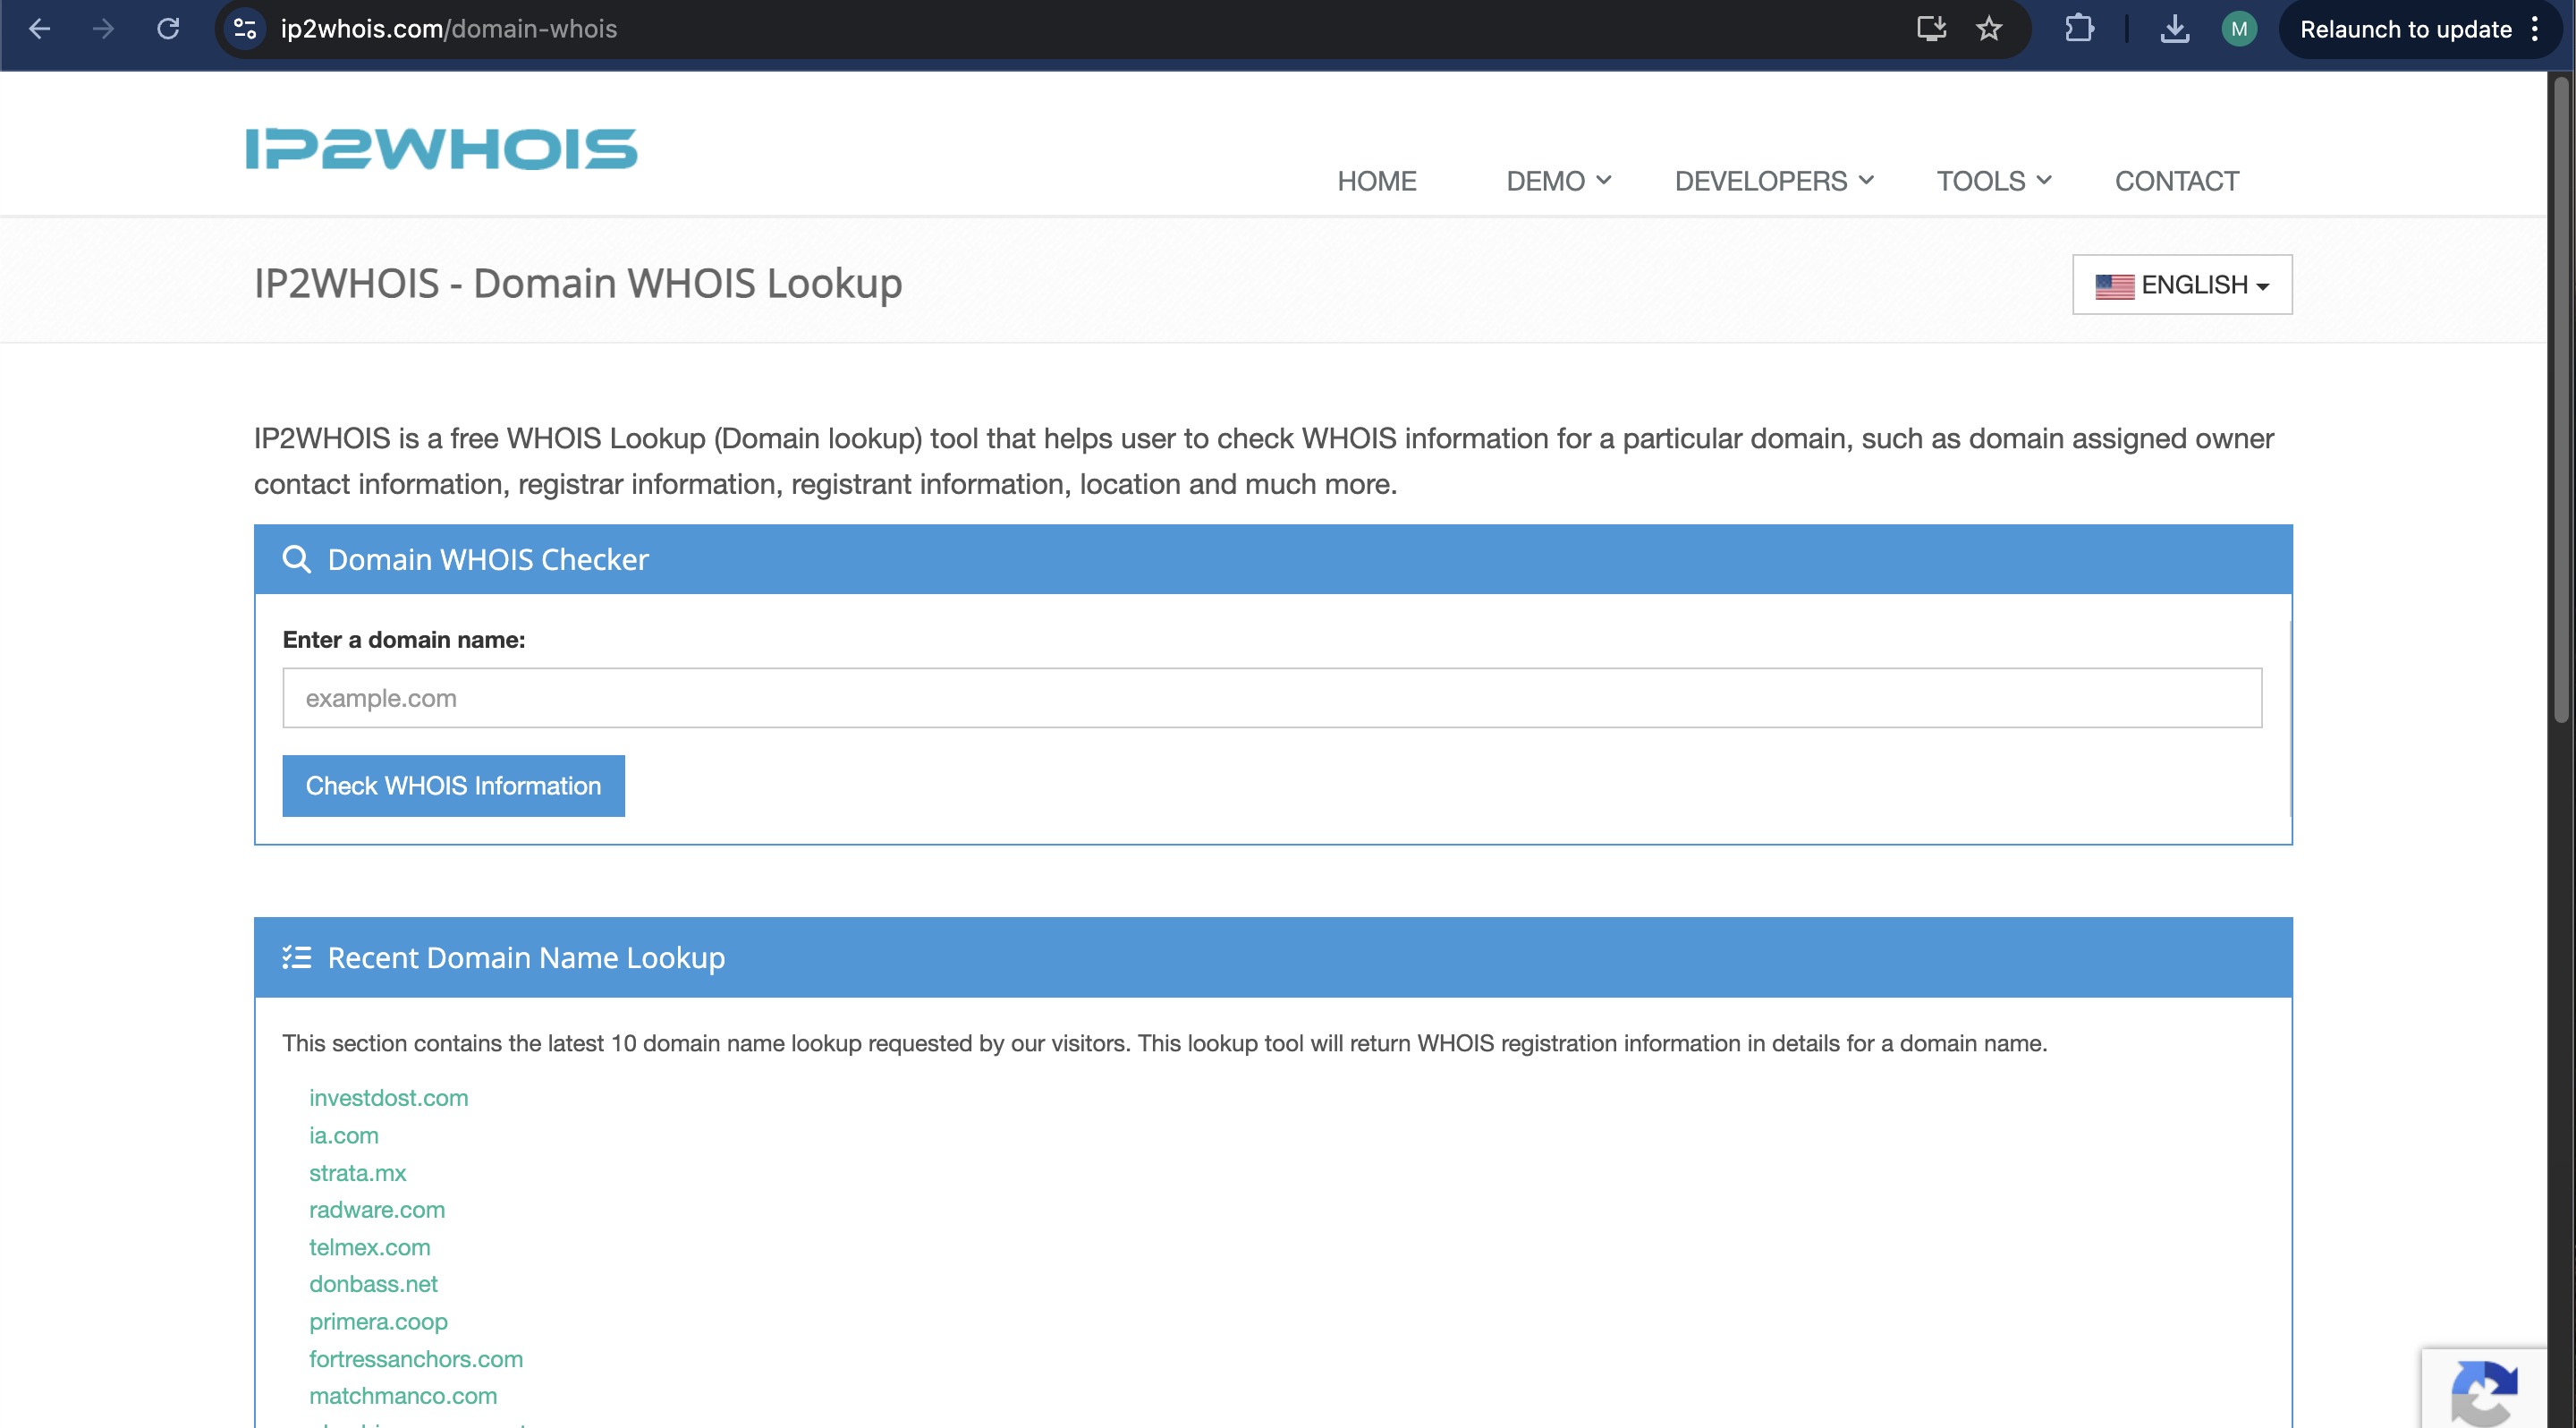 ip2whois.com/domain-whois
M
Relaunch to update
IP2WHOIS
HOME
DEMO
DEVELOPERS
TOOLS
CONTACT
IP2WHOIS - Domain WHOIS Lookup
ENGLISH
IP2WHOIS is a free WHOIS Lookup (Domain lookup) tool that helps user to check WHOIS information for a particular domain, such as domain assigned owner
contact information, registrar information, registrant information, location and much more.
Domain WHOIS Checker
Enter a domain name:
example.com
Check WHOIS Information
Recent Domain Name Lookup
This section contains the latest 10 domain name lookup requested by our visitors. This lookup tool will return WHOIS registration information in details for a domain name.
investdost.com
ia.com
strata.mx
radware.com
telmex.com
donbass.net
primera.coop
fortressanchors.com
matchmanco.com